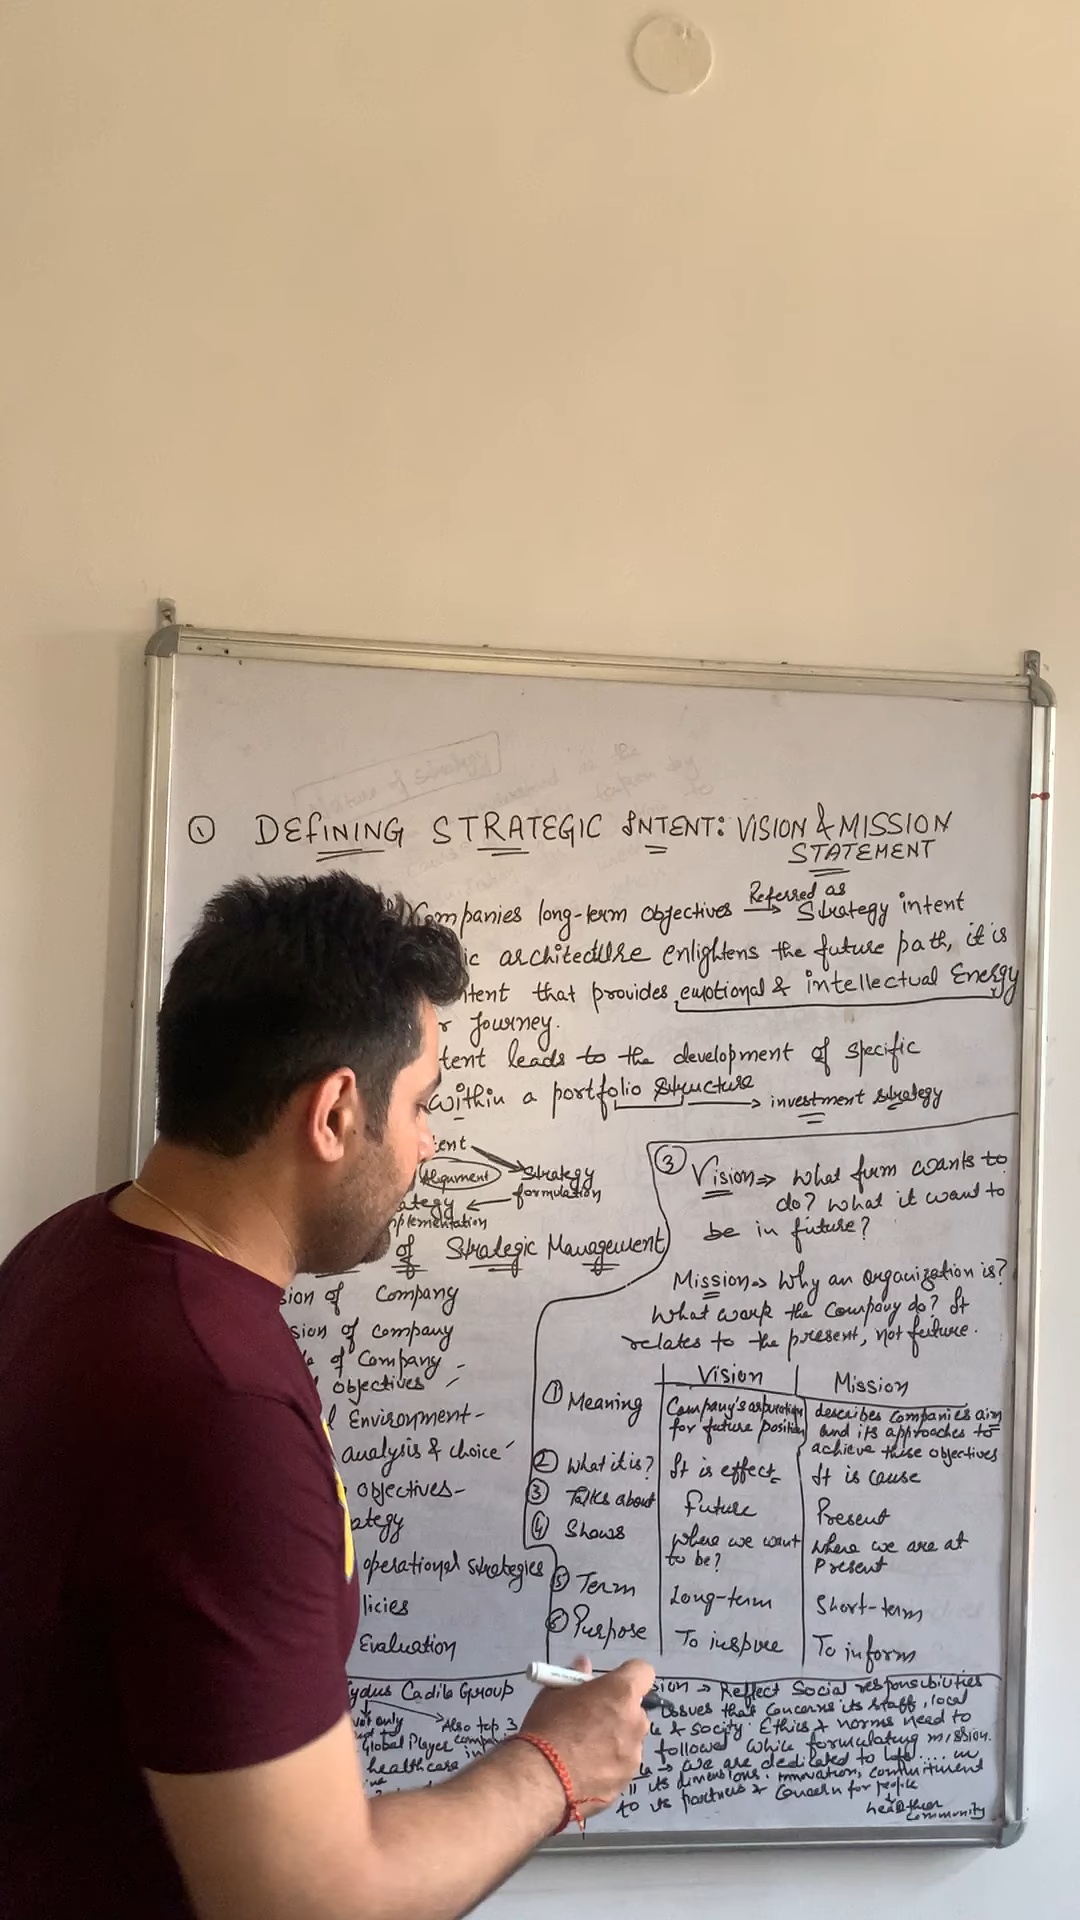 ① DEFINING STRATEGIC INTENT: VISION & MISSION
STATEMENT
Companies long-term objectives Referred as → Strategy intent
ic architecture enlightens the future path, it is
ntent that provides emotional & intellectual Energy
r Journey.
tent leads to the development of specific
within a portfolio structure → investment strategy
tent
Alignment
Strategy
formulation
ategy
mplementation
of Strategic Management
sion of Company
sion of Company
of Company
objectives
l Environment-
analysis & choice
objectives-
ategy
operational strategies
licies
Evaluation
③ Vision ⇒ What firm wants to
do? What it want to
be in future?
Mission ⇒ Why an organization is?
What work the Company do? It
relates to the present, not future.
Vision Mission
① Meaning Company's aspiration for future position describes companies aim and its approaches to achieve these objectives
② What it is? It is effect It is cause
③ Talks about Future Present
④ Shows Where we want to be? Where we are at Present
⑤ Term Long-term Short-term
⑥ Purpose To inspire To inform
ydus Cadila Group
not only
Global Player
healthcare
Also top 3
in
sion → Reflect Social responsibilities
issues that concerns its staff, local
& socity. Ethics & norms need to
followed while formulating mission.
la → We are dedicated to life .... in
ll its dimensions. innovation, commitment
to its partners & concern for people
healthier
community